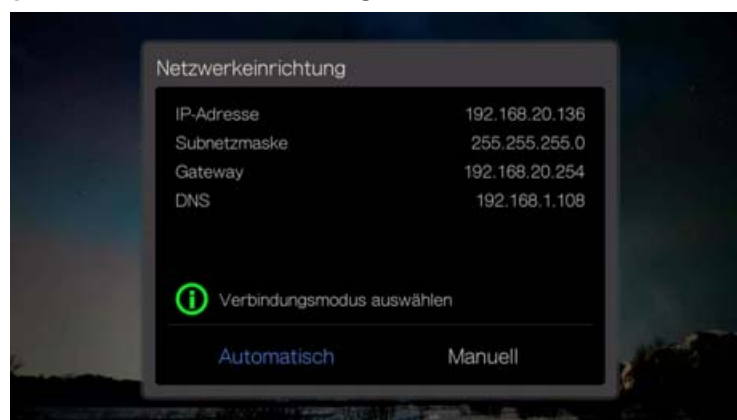 Netzwerkeinrichtung
IP-Adresse 192.168.20.136
Subnetzmaske 255.255.255.0
Gateway 192.168.20.254
DNS 192.168.1.108
Verbindungsmodus auswählen
Automatisch Manuell